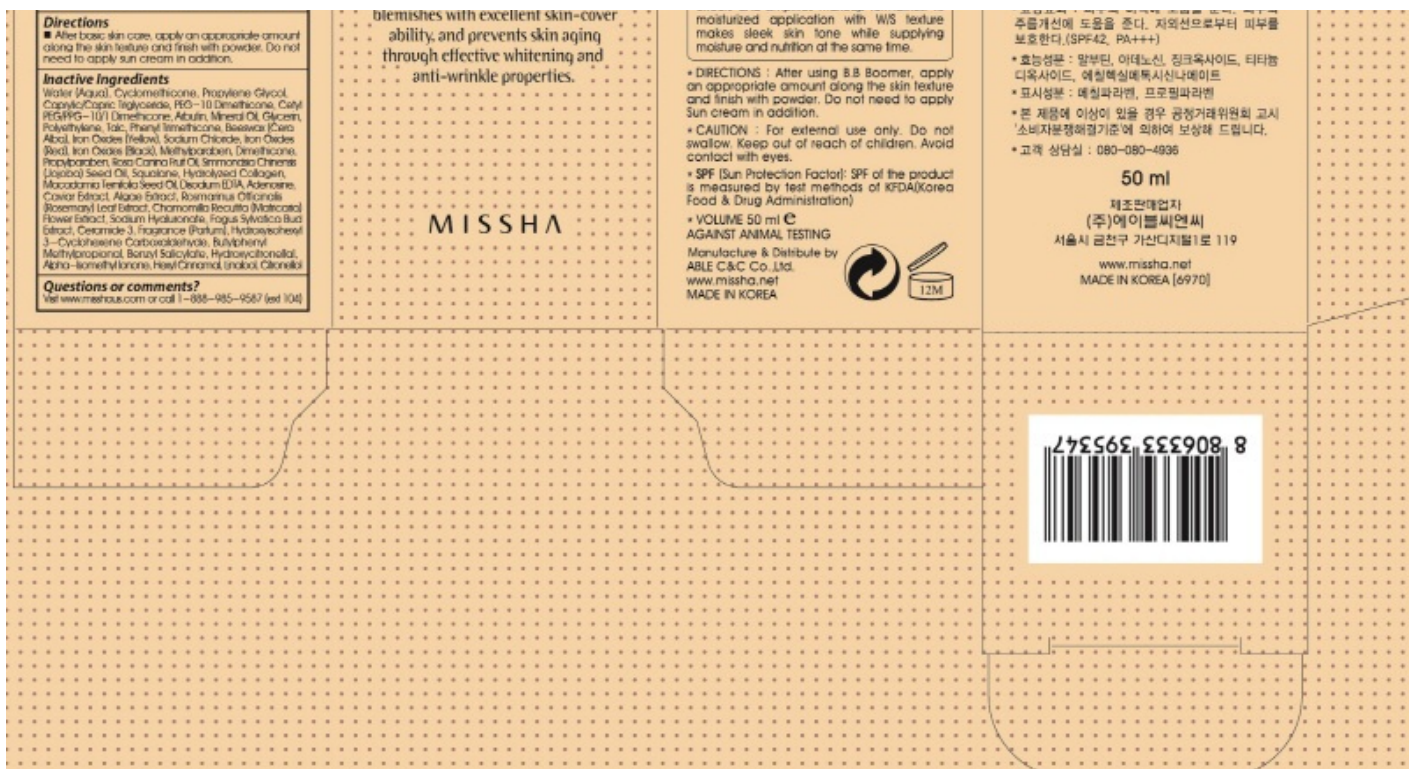 Directions
■ After basic skin care, apply an appropriate amount
along the skin texture and finish with powder. Do not
need to apply sun cream in addition.
Inactive Ingredients
Water (Aqua), Cyclomethicone, Propylene Glycol,
Caprylic/Capric Triglyceride, PEG-10 Dimethicone, Cetyl
PEG/PPG-10/1 Dimethicone, Arbutin, Mineral Oil, Glycerin,
Polyethylene, Talc, Phenyl Trimethicone, Beeswax (Cera
Alba), Iron Oxides (Yellow), Sodium Chloride, Iron Oxides
(Red), Iron Oxides (Black), Methylparaben, Dimethicone,
Propylparaben, Rosa Canina Fruit Oil, Simmondsia Chinensis
(Jojoba) Seed Oil, Squalane, Hydrolyzed Collagen,
Macadamia Ternifolia Seed Oil, Disodium EDTA, Adenosine,
Caviar Extract, Algae Extract, Rosmarinus Officinalis
(Rosemary) Leaf Extract, Chamomilla Recutita (Matricaria)
Flower Extract, Sodium Hyaluronate, Fagus Sylvatica Bud
Extract, Ceramide 3, Fragrance (Parfum), Hydroxyisohexyl
3-Cyclohexene Carboxaldehyde, Butylphenyl
Methylpropional, Benzyl Salicylate, Hydroxycitronellal,
Alpha-Isomethyl Ionone, Hexyl Cinnamal, Linalool, Citronellol
Questions or comments?
Visit www.misshaus.com or call 1-888-985-9587 (ext 104)
blemishes with excellent skin-cover
ability, and prevents skin aging
through effective whitening and
anti-wrinkle properties.
MISSHA
moisturized application with W/S texture
makes sleek skin tone while supplying
moisture and nutrition at the same time.
* DIRECTIONS : After using B.B Boomer, apply
an appropriate amount along the skin texture
and finish with powder. Do not need to apply
Sun cream in addition.
* CAUTION : For external use only. Do not
swallow. Keep out of reach of children. Avoid
contact with eyes.
* SPF (Sun Protection Factor): SPF of the product
is measured by test methods of KFDA(Korea
Food & Drug Administration)
* VOLUME 50 ml e
AGAINST ANIMAL TESTING
Manufacture & Distribute by
ABLE C&C Co.,Ltd.
www.missha.net
MADE IN KOREA
12M
주름개선에 도움을 준다. 자외선으로부터 피부를
보호한다.(SPF42, PA+++)
* 효능성분 : 알부틴, 아데노신, 징크옥사이드, 티타늄
디옥사이드, 에칠헥실메톡시신나메이트
* 표시성분 : 메칠파라벤, 프로필파라벤
* 본 제품에 이상이 있을 경우 공정거래위원회 고시
'소비자분쟁해결기준'에 의하여 보상해 드립니다.
* 고객 상담실 : 080-080-4936
50 ml
제조판매업자
(주)에이블씨엔씨
서울시 금천구 가산디지털1로 119
www.missha.net
MADE IN KOREA [6970]
8 806333 395347